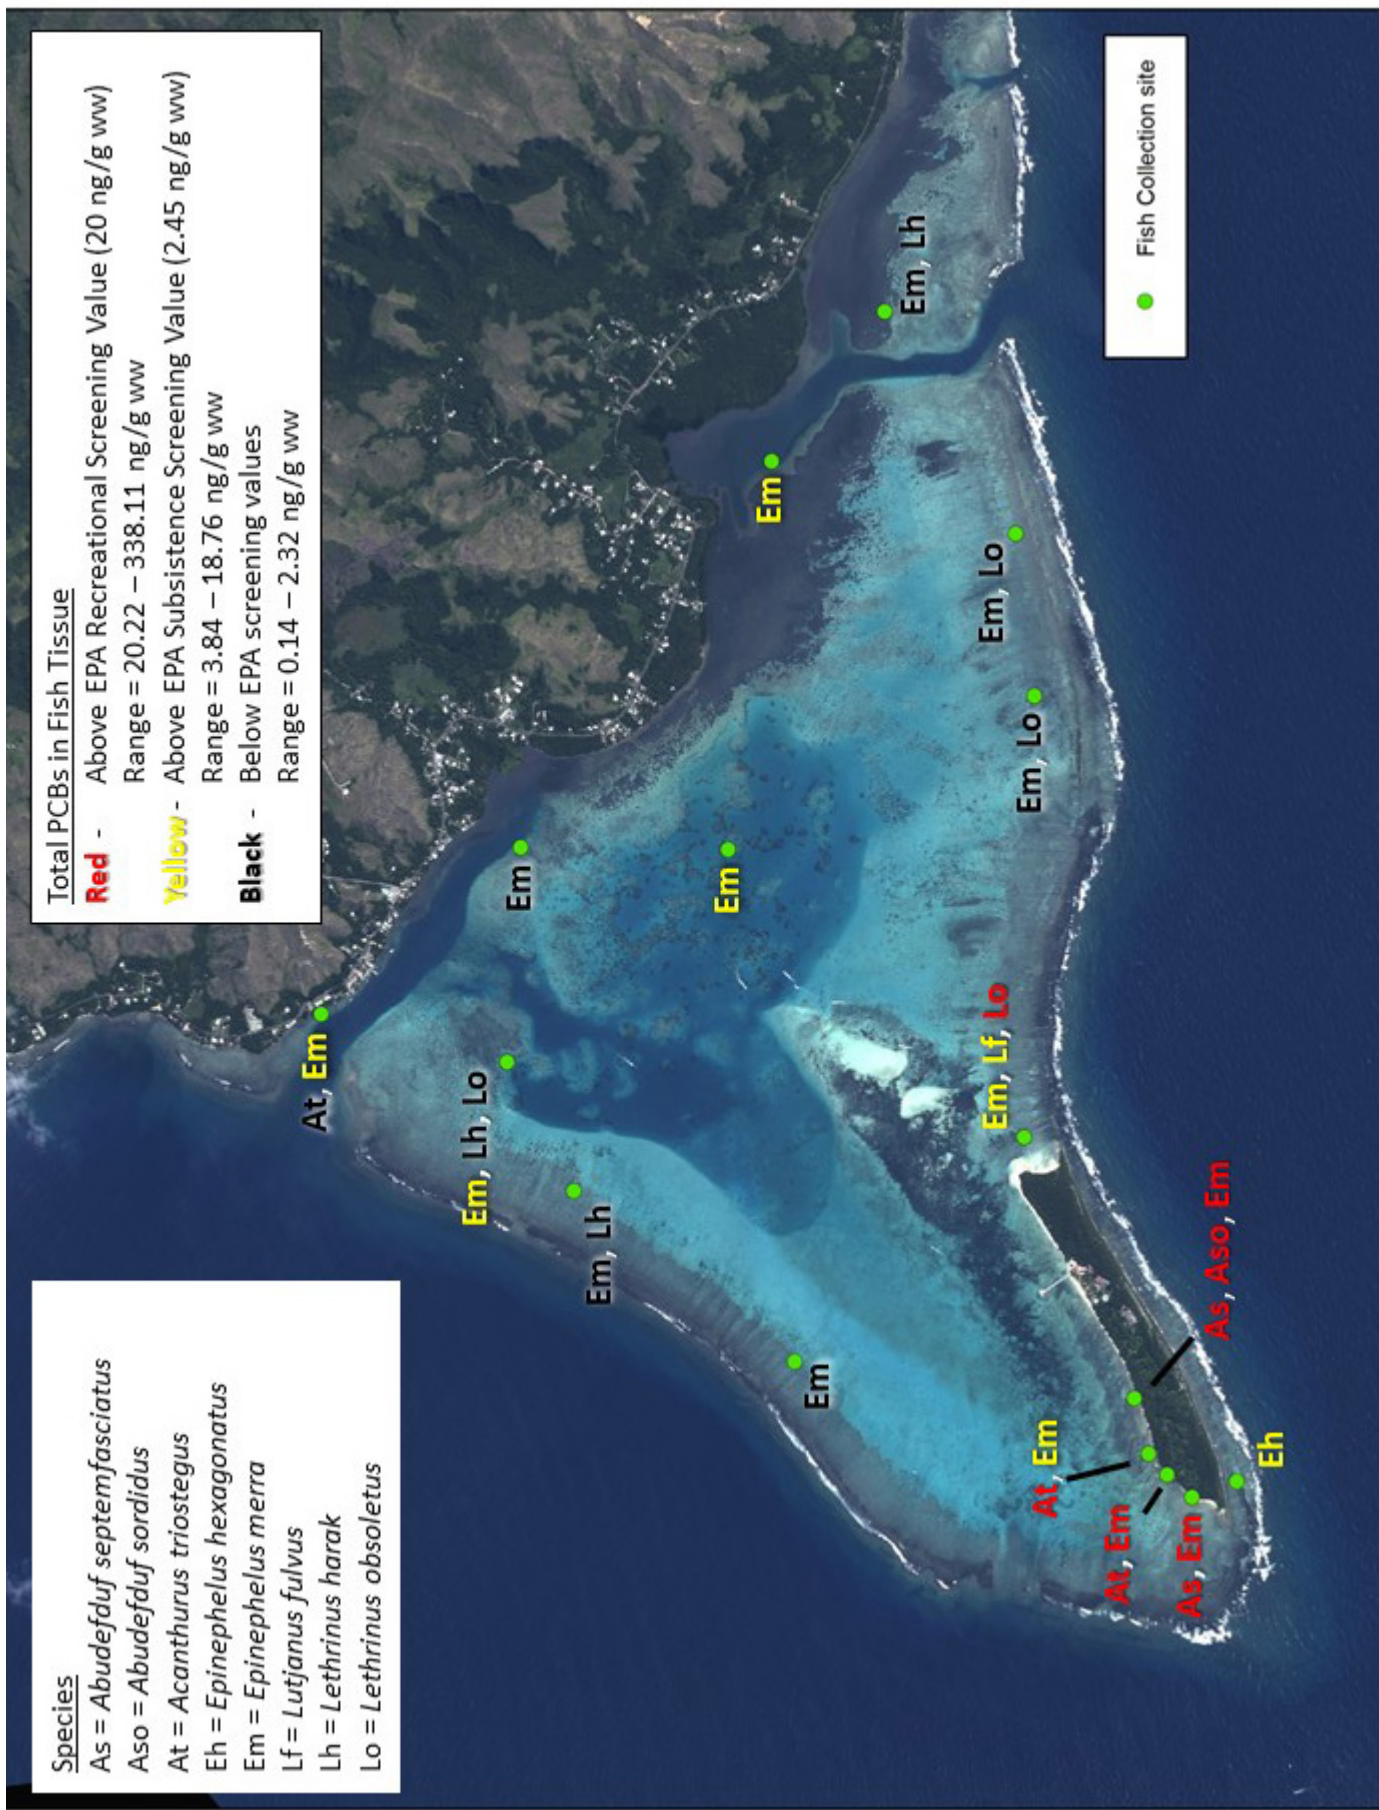 Species
As = Abudefduf septemfasciatus
Aso = Abudefduf sordidus
At = Acanthurus triostegus
Eh = Epinephelus hexagonatus
Em = Epinephelus merra
Lf = Lutjanus fulvus
Lh = Lethrinus harak
Lo = Lethrinus obsoletus
Total PCBs in Fish Tissue
Red - Above EPA Recreational Screening Value (20 ng/g ww)
Range = 20.22 – 338.11 ng/g ww
Yellow - Above EPA Subsistence Screening Value (2.45 ng/g ww)
Range = 3.84 – 18.76 ng/g ww
Black - Below EPA screening values
Range = 0.14 – 2.32 ng/g ww
At, Em
Em, Lh, Lo
Em
Em, Lh
Em
Em
Em
Em, Lh
Em, Lf, Lo
Em, Lo
Em, Lo
At, Em
At, Em
As, Em
As, Aso, Em
Eh
Fish Collection site